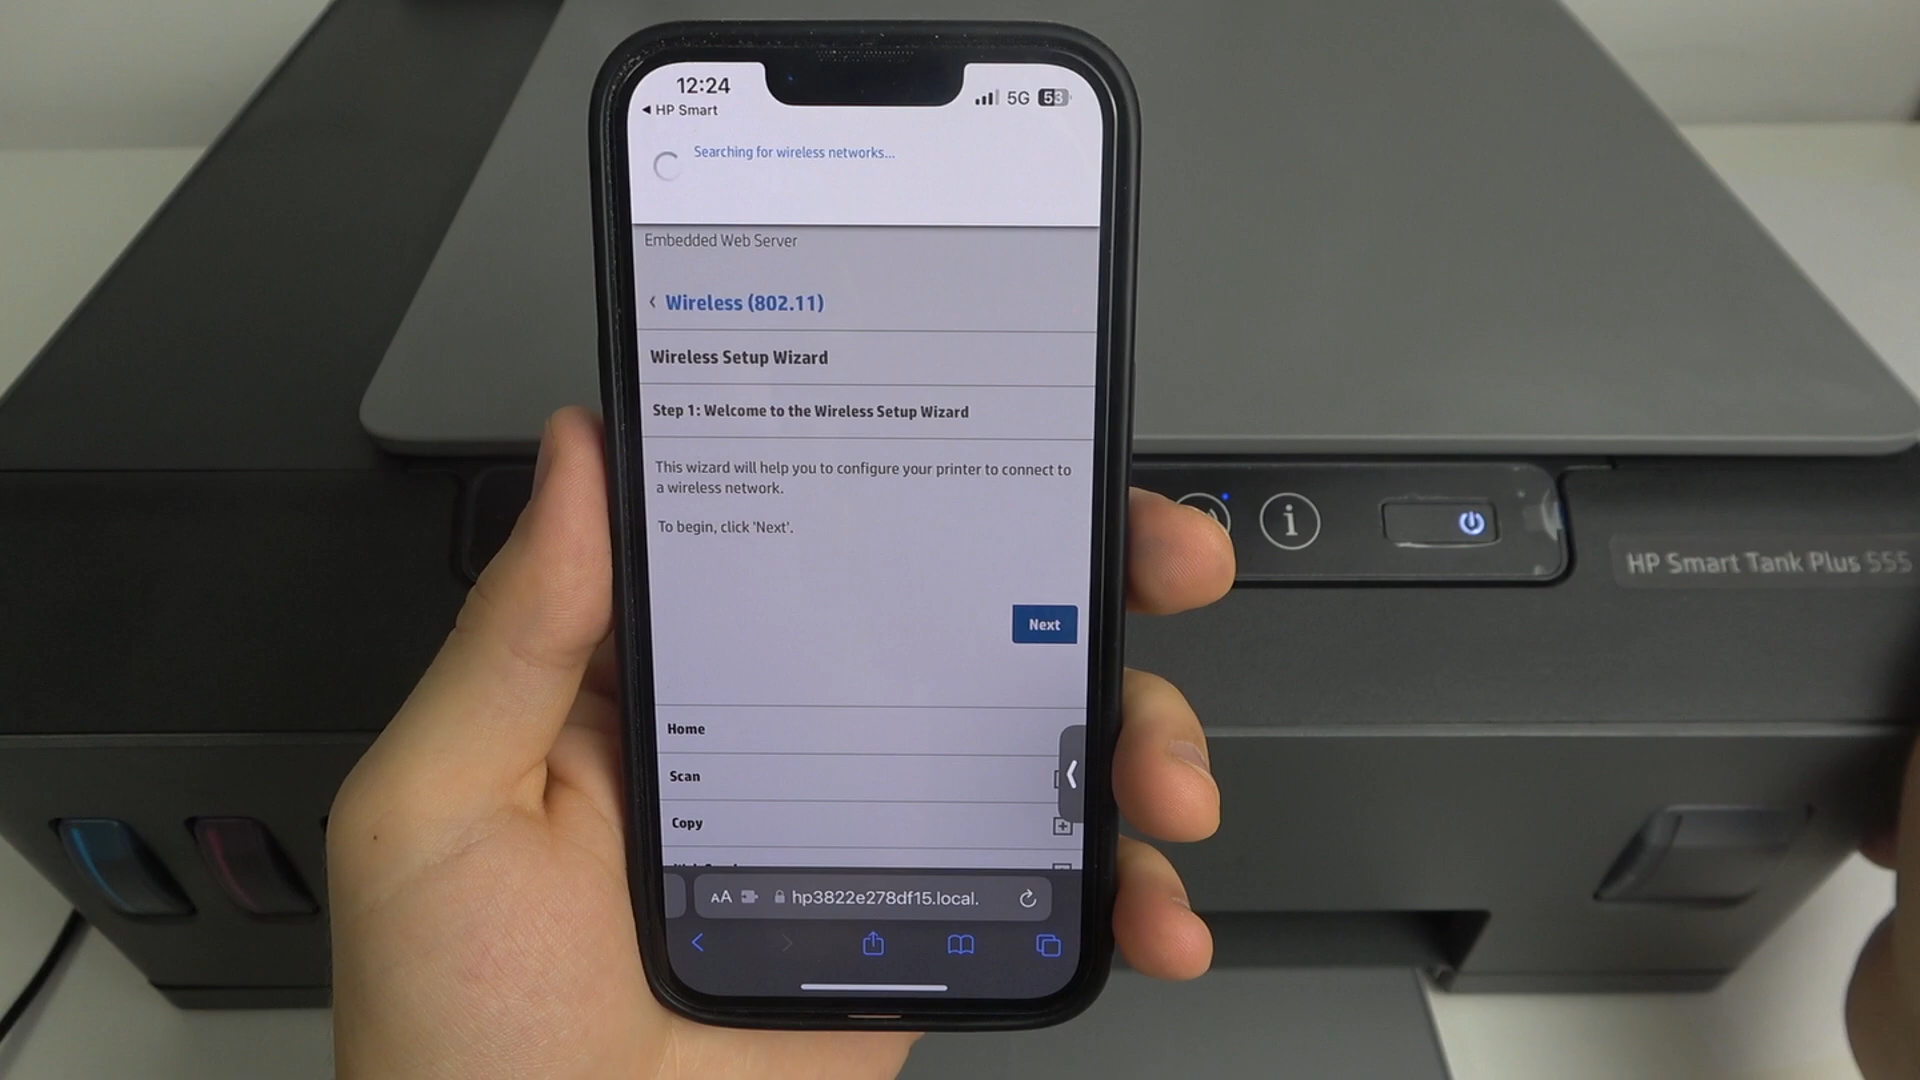 12:24
5G 53
◄ HP Smart
Searching for wireless networks...
Embedded Web Server
‹ Wireless (802.11)
Wireless Setup Wizard
Step 1: Welcome to the Wireless Setup Wizard
This wizard will help you to configure your printer to connect to
a wireless network.
To begin, click 'Next'.
Next
Home
Scan
Copy
AA hp3822e278df15.local.
HP Smart Tank Plus 555